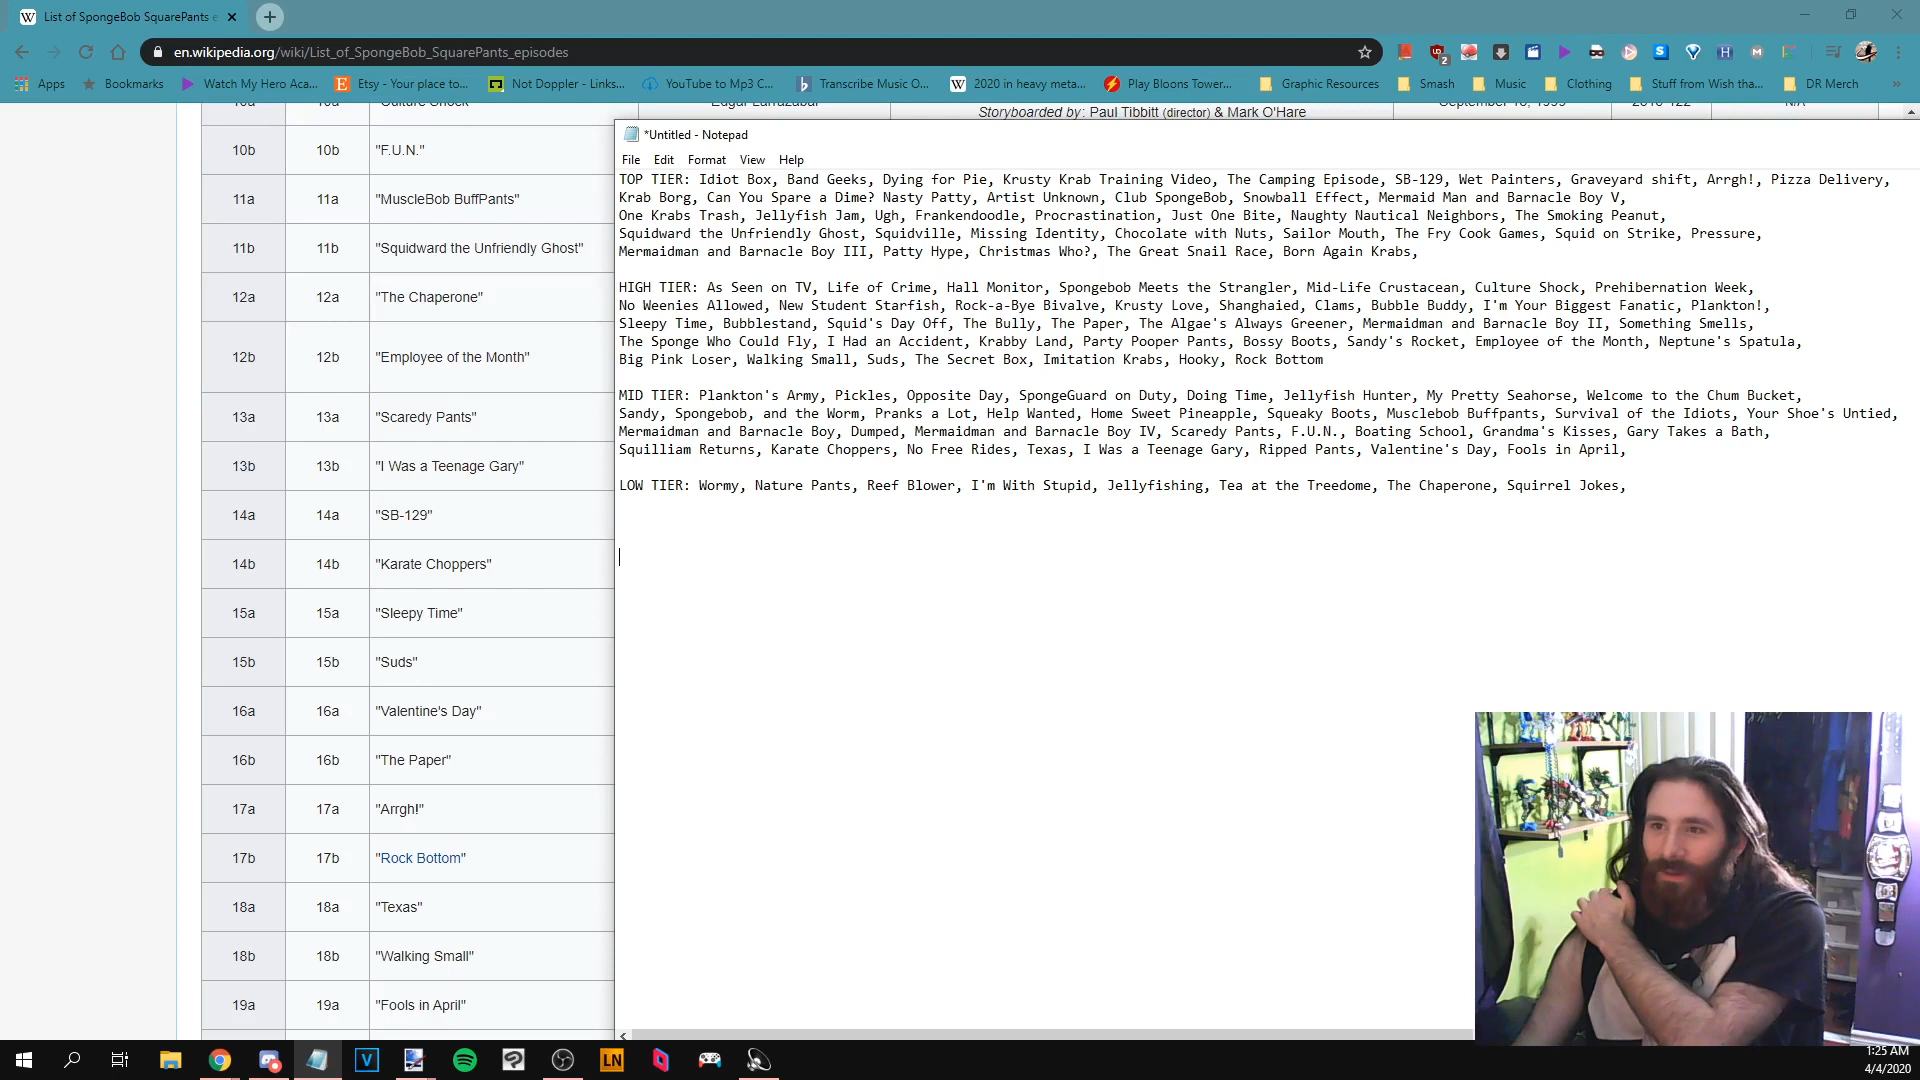 List of SpongeBob SquarePants e
en.wikipedia.org/wiki/List_of_SpongeBob_SquarePants_episodes
2
Apps Bookmarks Watch My Hero Aca... Etsy - Your place to... Not Doppler - Links... YouTube to Mp3 C... Transcribe Music O... 2020 in heavy meta... Play Bloons Tower... Graphic Resources Smash Music Clothing Stuff from Wish tha... DR Merch »
Storyboarded by: Paul Tibbitt (director) & Mark O'Hare
10b 10b "F.U.N."
11a 11a "MuscleBob BuffPants"
11b 11b "Squidward the Unfriendly Ghost"
12a 12a "The Chaperone"
12b 12b "Employee of the Month"
13a 13a "Scaredy Pants"
13b 13b "I Was a Teenage Gary"
14a 14a "SB-129"
14b 14b "Karate Choppers"
15a 15a "Sleepy Time"
15b 15b "Suds"
16a 16a "Valentine's Day"
16b 16b "The Paper"
17a 17a "Arrgh!"
17b 17b "Rock Bottom"
18a 18a "Texas"
18b 18b "Walking Small"
19a 19a "Fools in April"
*Untitled - Notepad
File Edit Format View Help
TOP TIER: Idiot Box, Band Geeks, Dying for Pie, Krusty Krab Training Video, The Camping Episode, SB-129, Wet Painters, Graveyard shift, Arrgh!, Pizza Delivery,
Krab Borg, Can You Spare a Dime? Nasty Patty, Artist Unknown, Club SpongeBob, Snowball Effect, Mermaid Man and Barnacle Boy V,
One Krabs Trash, Jellyfish Jam, Ugh, Frankendoodle, Procrastination, Just One Bite, Naughty Nautical Neighbors, The Smoking Peanut,
Squidward the Unfriendly Ghost, Squidville, Missing Identity, Chocolate with Nuts, Sailor Mouth, The Fry Cook Games, Squid on Strike, Pressure,
Mermaidman and Barnacle Boy III, Patty Hype, Christmas Who?, The Great Snail Race, Born Again Krabs,
HIGH TIER: As Seen on TV, Life of Crime, Hall Monitor, Spongebob Meets the Strangler, Mid-Life Crustacean, Culture Shock, Prehibernation Week,
No Weenies Allowed, New Student Starfish, Rock-a-Bye Bivalve, Krusty Love, Shanghaied, Clams, Bubble Buddy, I'm Your Biggest Fanatic, Plankton!,
Sleepy Time, Bubblestand, Squid's Day Off, The Bully, The Paper, The Algae's Always Greener, Mermaidman and Barnacle Boy II, Something Smells,
The Sponge Who Could Fly, I Had an Accident, Krabby Land, Party Pooper Pants, Bossy Boots, Sandy's Rocket, Employee of the Month, Neptune's Spatula,
Big Pink Loser, Walking Small, Suds, The Secret Box, Imitation Krabs, Hooky, Rock Bottom
MID TIER: Plankton's Army, Pickles, Opposite Day, SpongeGuard on Duty, Doing Time, Jellyfish Hunter, My Pretty Seahorse, Welcome to the Chum Bucket,
Sandy, Spongebob, and the Worm, Pranks a Lot, Help Wanted, Home Sweet Pineapple, Squeaky Boots, Musclebob Buffpants, Survival of the Idiots, Your Shoe's Untied,
Mermaidman and Barnacle Boy, Dumped, Mermaidman and Barnacle Boy IV, Scaredy Pants, F.U.N., Boating School, Grandma's Kisses, Gary Takes a Bath,
Squilliam Returns, Karate Choppers, No Free Rides, Texas, I Was a Teenage Gary, Ripped Pants, Valentine's Day, Fools in April,
LOW TIER: Wormy, Nature Pants, Reef Blower, I'm With Stupid, Jellyfishing, Tea at the Treedome, The Chaperone, Squirrel Jokes,
LN
1:25 AM
4/4/2020